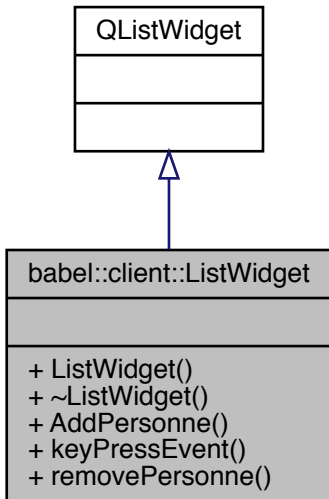 QListWidget
babel::client::ListWidget
+ ListWidget()
+ ~ListWidget()
+ AddPersonne()
+ keyPressEvent()
+ removePersonne()